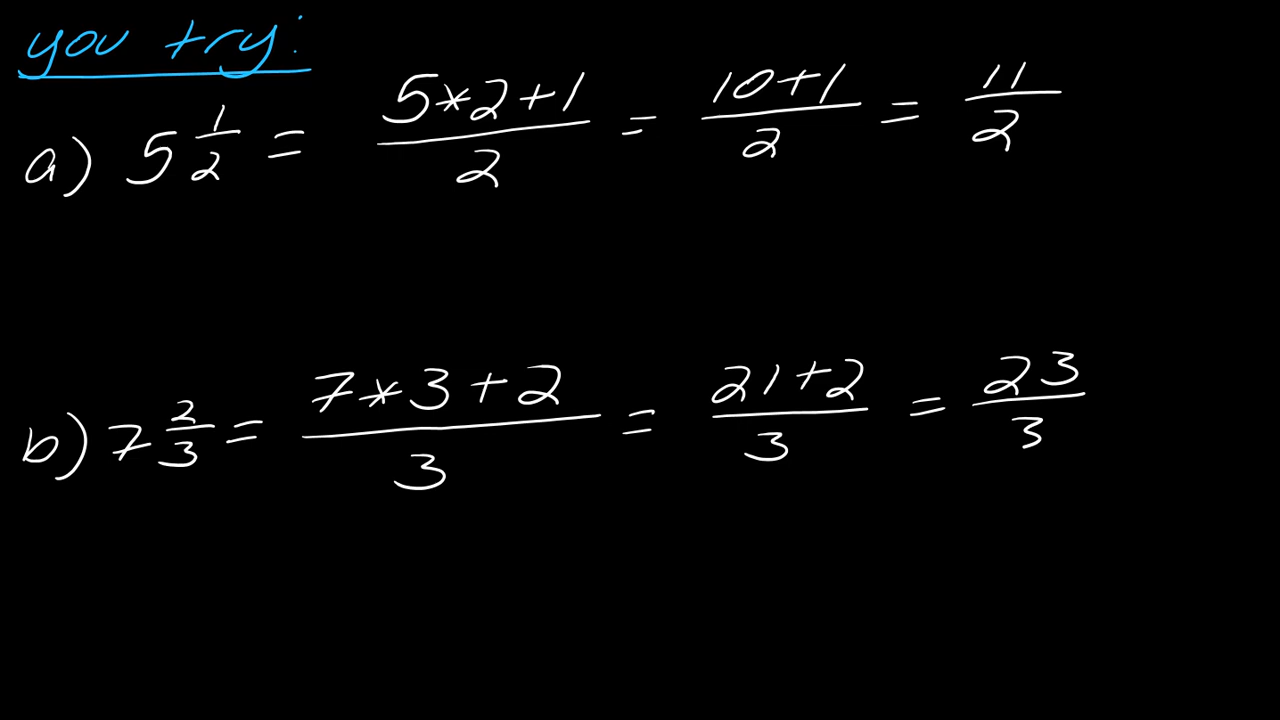 you try:
a) 5 1/2 = (5*2+1)/2 = (10+1)/2 = 11/2
b) 7 2/3 = (7*3+2)/3 = (21+2)/3 = 23/3